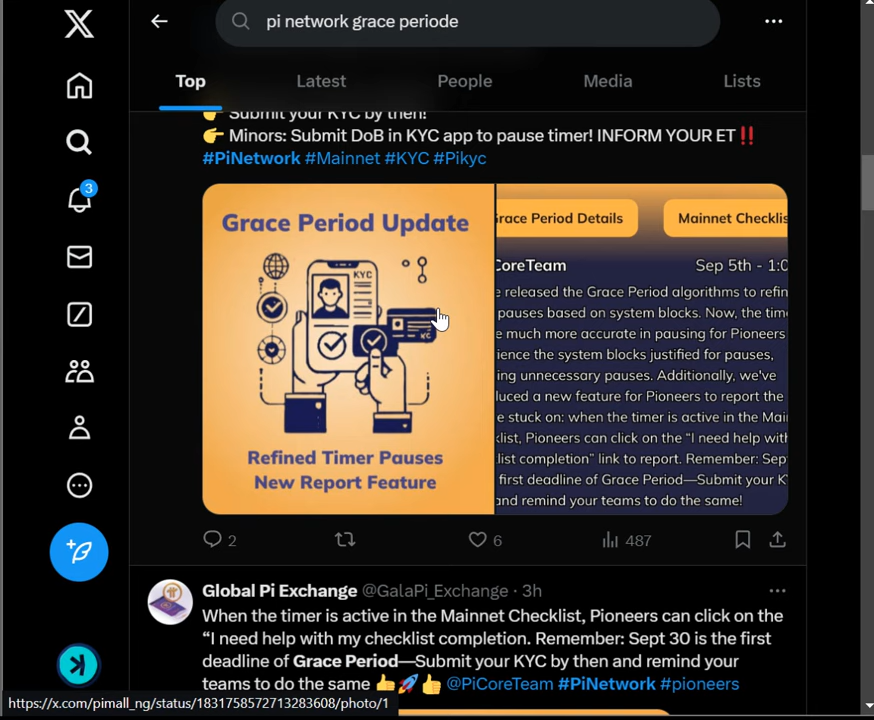 pi network grace periode
Top
Latest
People
Media
Lists
👉 Submit your KYC by then!
👉 Minors: Submit DoB in KYC app to pause timer! INFORM YOUR ET‼️
#PiNetwork #Mainnet #KYC #Pikyc
Grace Period Update
KYC
Refined Timer Pauses
New Report Feature
race Period Details
Mainnet Checklis
CoreTeam
Sep 5th - 1:0
e released the Grace Period algorithms to refin
pauses based on system blocks. Now, the tim
e much more accurate in pausing for Pioneers
ience the system blocks justified for pauses,
ing unnecessary pauses. Additionally, we've
luced a new feature for Pioneers to report the
e stuck on: when the timer is active in the Mai
list, Pioneers can click on the “I need help with
list completion” link to report. Remember: Sep
first deadline of Grace Period—Submit your K
and remind your teams to do the same!
2
6
487
3
Global Pi Exchange @GalaPi_Exchange · 3h
When the timer is active in the Mainnet Checklist, Pioneers can click on the
“I need help with my checklist completion. Remember: Sept 30 is the first
deadline of Grace Period—Submit your KYC by then and remind your
teams to do the same 👍🚀👍 @PiCoreTeam #PiNetwork #pioneers
https://x.com/pimall_ng/status/1831758572713283608/photo/1